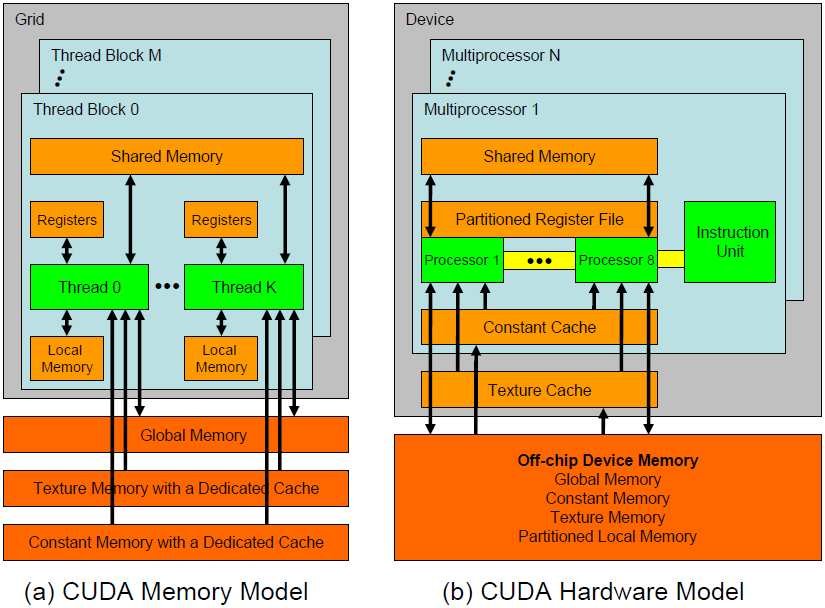 Grid
Thread Block M
Thread Block 0
Shared Memory
Registers
Registers
Thread 0
Thread K
Local
Memory
Local
Memory
Global Memory
Texture Memory with a Dedicated Cache
Constant Memory with a Dedicated Cache
(a) CUDA Memory Model
Device
Multiprocessor N
Multiprocessor 1
Shared Memory
Partitioned Register File
Processor 1
Processor 8
Instruction
Unit
Constant Cache
Texture Cache
Off-chip Device Memory
Global Memory
Constant Memory
Texture Memory
Partitioned Local Memory
(b) CUDA Hardware Model